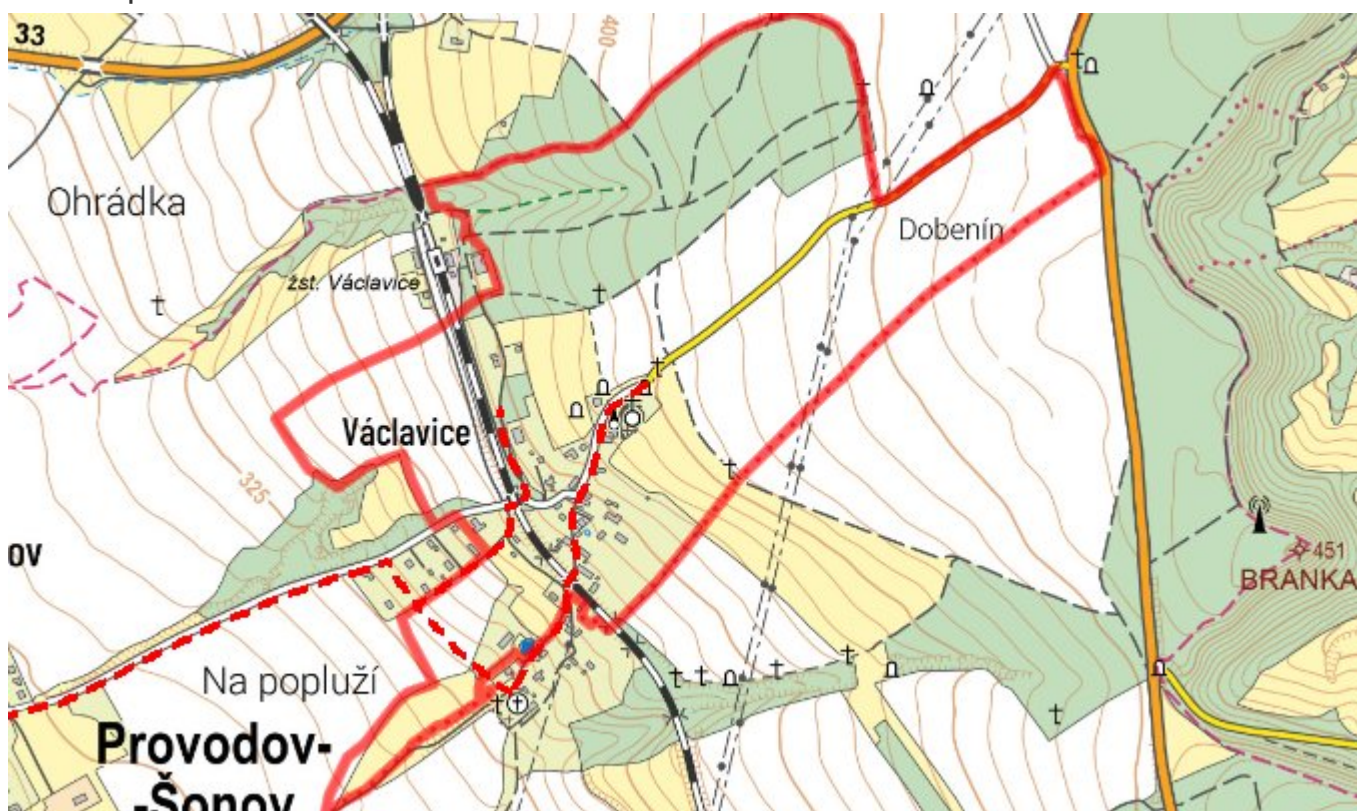 33
400
Ohrádka
Dobenín
žst. Václavice
Václavice
325
OV
451
BRANKA
Na popluží
Provodov-
-Šonov